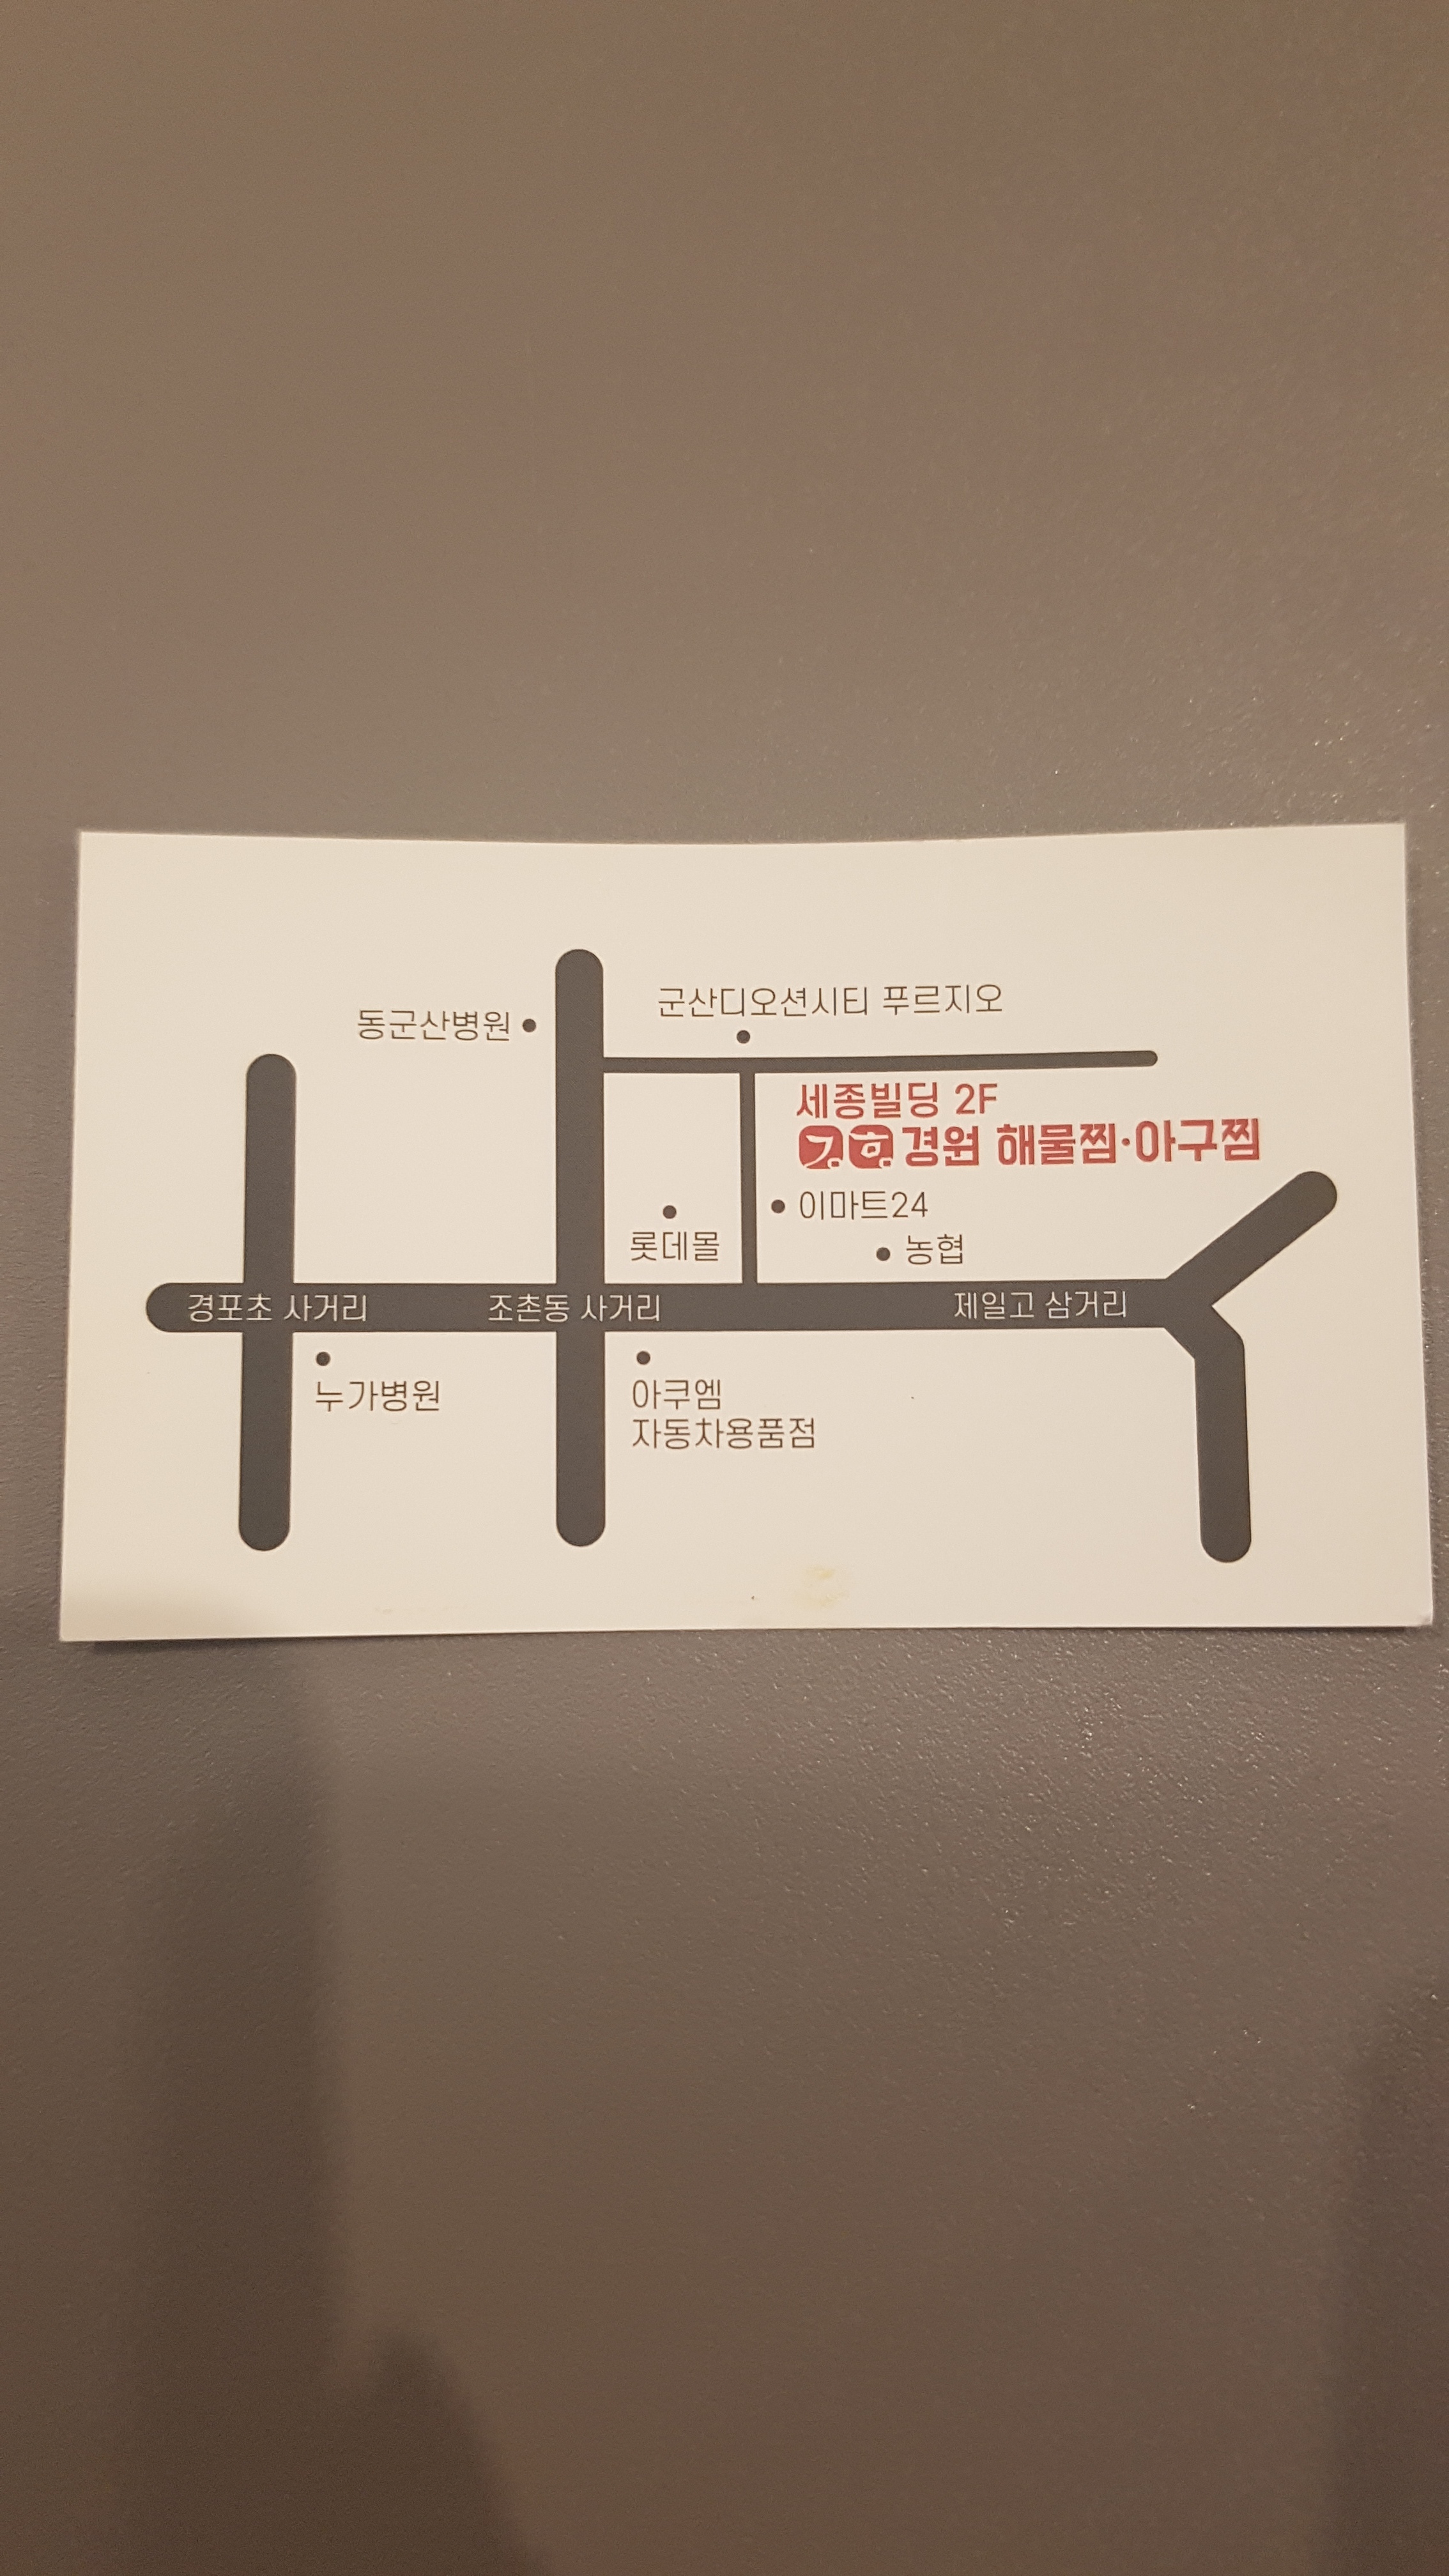 군산디오션시티 푸르지오
동군산병원
세종빌딩 2F
경원 해물찜·아구찜
이마트24
롯데몰
농협
경포초 사거리
조촌동 사거리
제일고 삼거리
누가병원
아쿠엠
자동차용품점